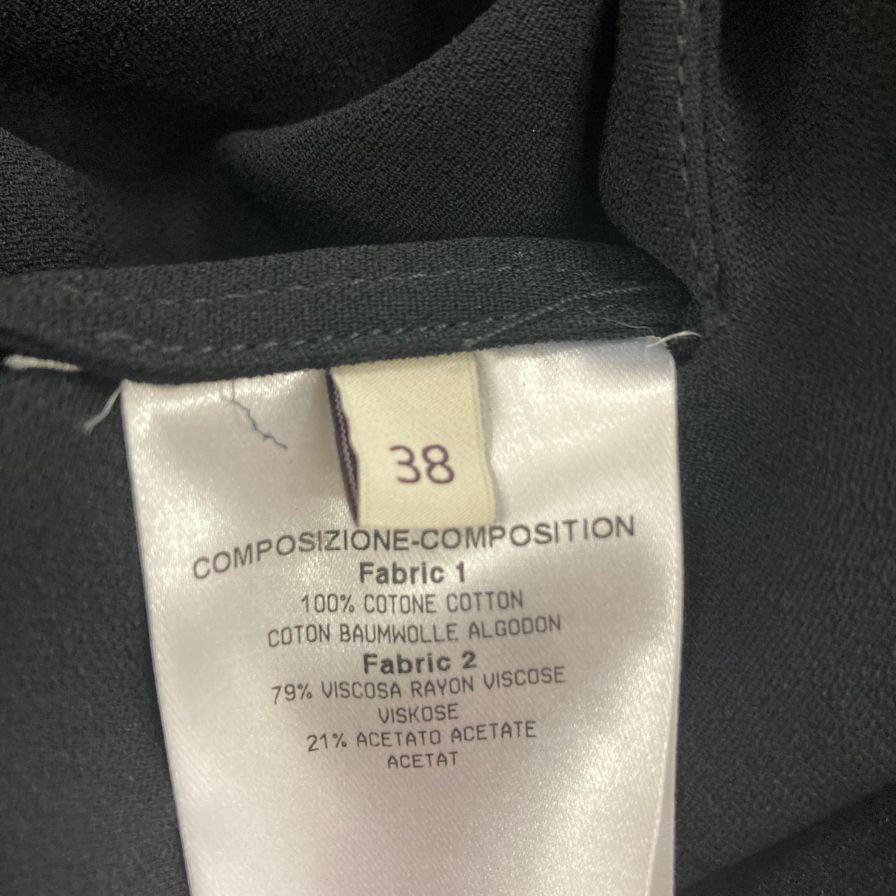 38
COMPOSIZIONE-COMPOSITION
Fabric 1
100% COTONE COTTON
COTON BAUMWOLLE ALGODON
Fabric 2
79% VISCOSA RAYON VISCOSE
VISKOSE
21% ACETATO ACETATE
ACETAT